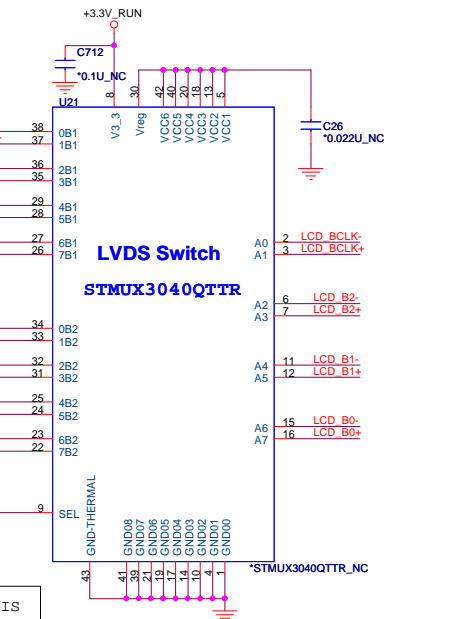 +3.3V_RUN
C712
*0.1U_NC
U21
8
30
42
40
20
18
13
5
V3_3
Vreg
VCC6
VCC5
VCC4
VCC3
VCC2
VCC1
C26
*0.022U_NC
38 0B1
37 1B1
36 2B1
35 3B1
29 4B1
28 5B1
27 6B1
26 7B1
LVDS Switch
STMUX3040QTTR
A0 2 LCD_BCLK-
A1 3 LCD_BCLK+
A2 6 LCD_B2-
A3 7 LCD_B2+
A4 11 LCD_B1-
A5 12 LCD_B1+
A6 15 LCD_B0-
A7 16 LCD_B0+
34 0B2
33 1B2
32 2B2
31 3B2
25 4B2
24 5B2
23 6B2
22 7B2
9 SEL
GND-THERMAL
GND08
GND07
GND06
GND05
GND04
GND03
GND02
GND01
GND00
43
41
39
21
19
17
14
10
4
1
*STMUX3040QTTR_NC